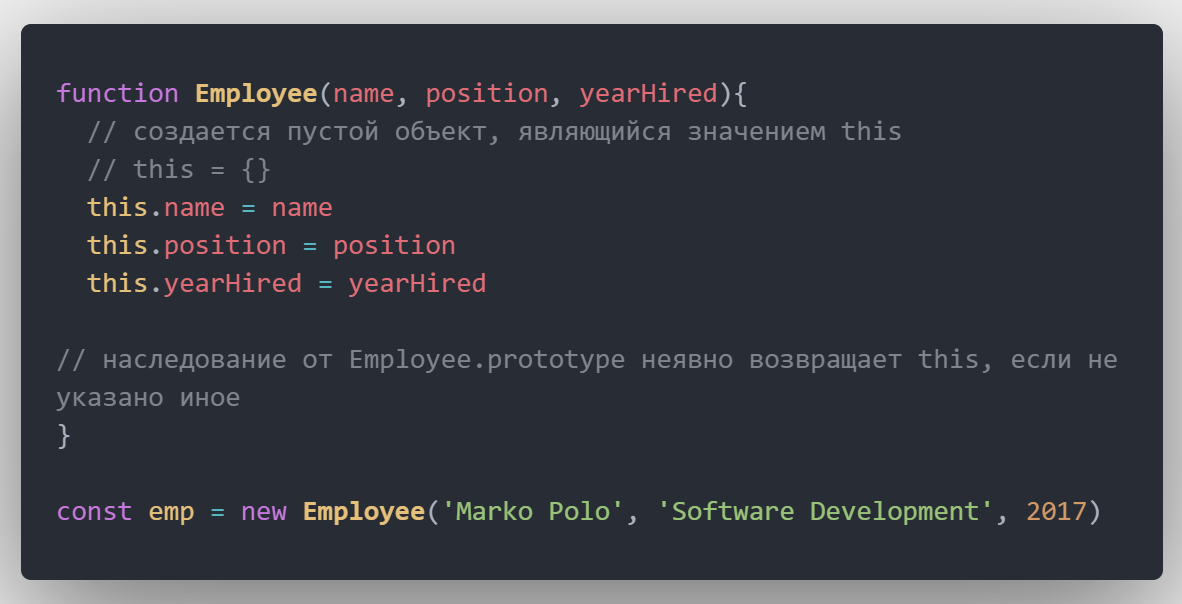 function Employee(name, position, yearHired){
  // создается пустой объект, являющийся значением this
  // this = {}
  this.name = name
  this.position = position
  this.yearHired = yearHired
// наследование от Employee.prototype неявно возвращает this, если не
указано иное
}
const emp = new Employee('Marko Polo', 'Software Development', 2017)